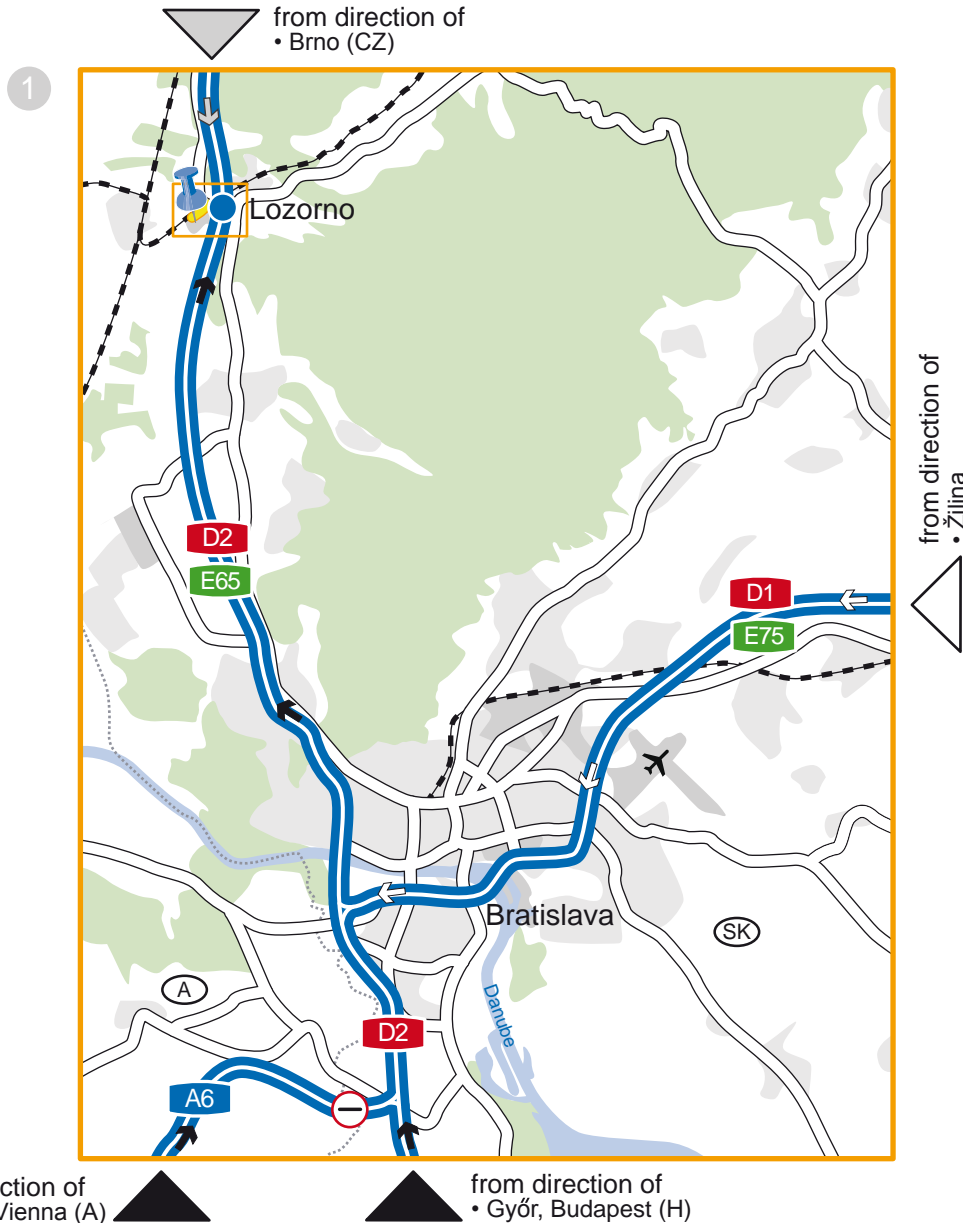 from direction of
• Brno (CZ)
1
Lozorno
from direction of
• Žilina
D2
E65
D1
E75
Bratislava
SK
A
Danube
D2
A6
ction of
Vienna (A)
from direction of
• Győr, Budapest (H)